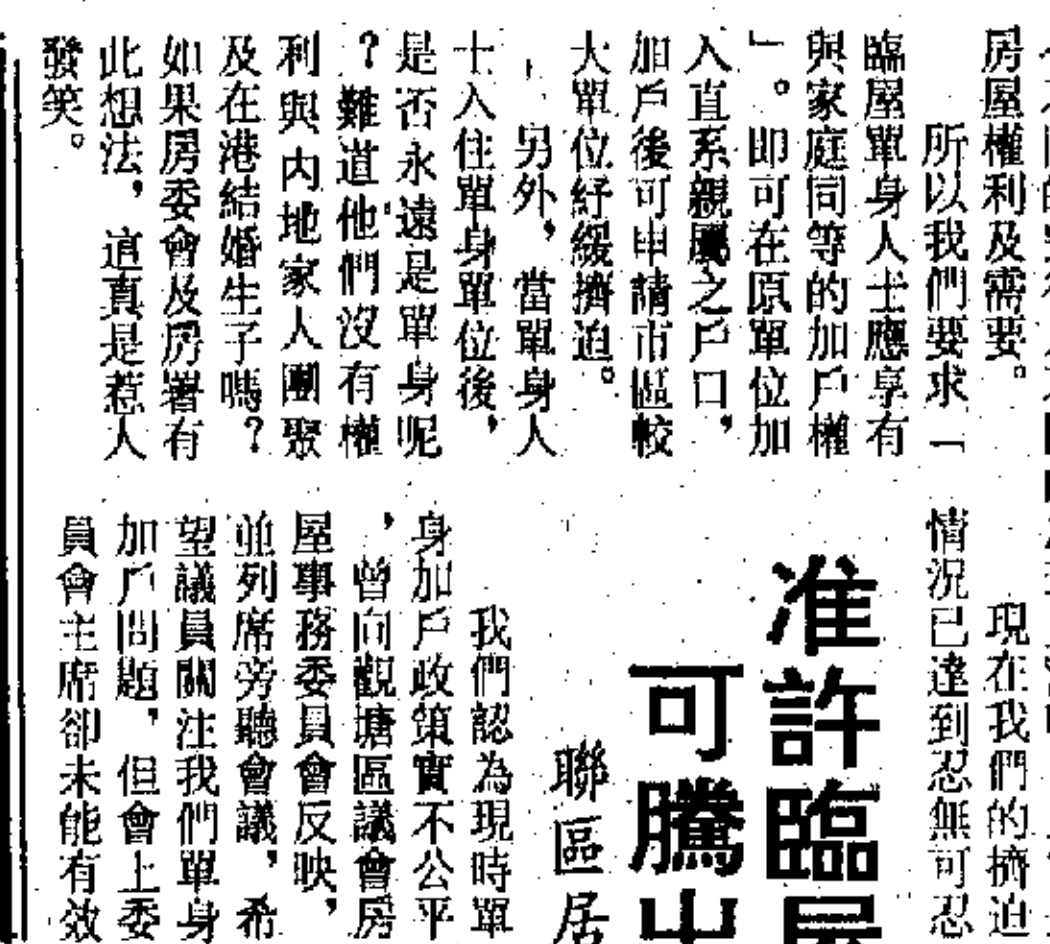 房屋權利及需要。
所以我們要求「
臨屋單身人士應享有
與家庭同等的加戶權
」。即可在原單位加
入直系親屬之戶口，
加戶後可申請市區較
大單位紓緩擠迫。
另外，當單身人
士入住單身單位後，
是否永遠是單身呢
？難道他們沒有權
利與內地家人團聚
及在港結婚生子嗎？
如果房委會及房署有
此想法，這真是惹人
發笑。
現在我們的擠迫
情況已達到忍無可忍
准許臨屋
可騰出
聯區居
我們認為現時單
身加戶政策實不公平
，曾向觀塘區議會房
屋事務委員會反映，
並列席旁聽會議，希
望議員關注我們單身
加戶問題，但會上委
員會主席卻未能有效